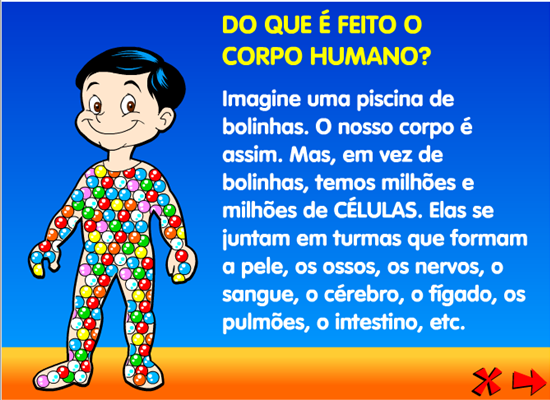 DO QUE É FEITO O
CORPO HUMANO?
Imagine uma piscina de
bolinhas. O nosso corpo é
assim. Mas, em vez de
bolinhas, temos milhões e
milhões de CÉLULAS. Elas se
juntam em turmas que formam
a pele, os ossos, os nervos, o
sangue, o cérebro, o fígado, os
pulmões, o intestino, etc.